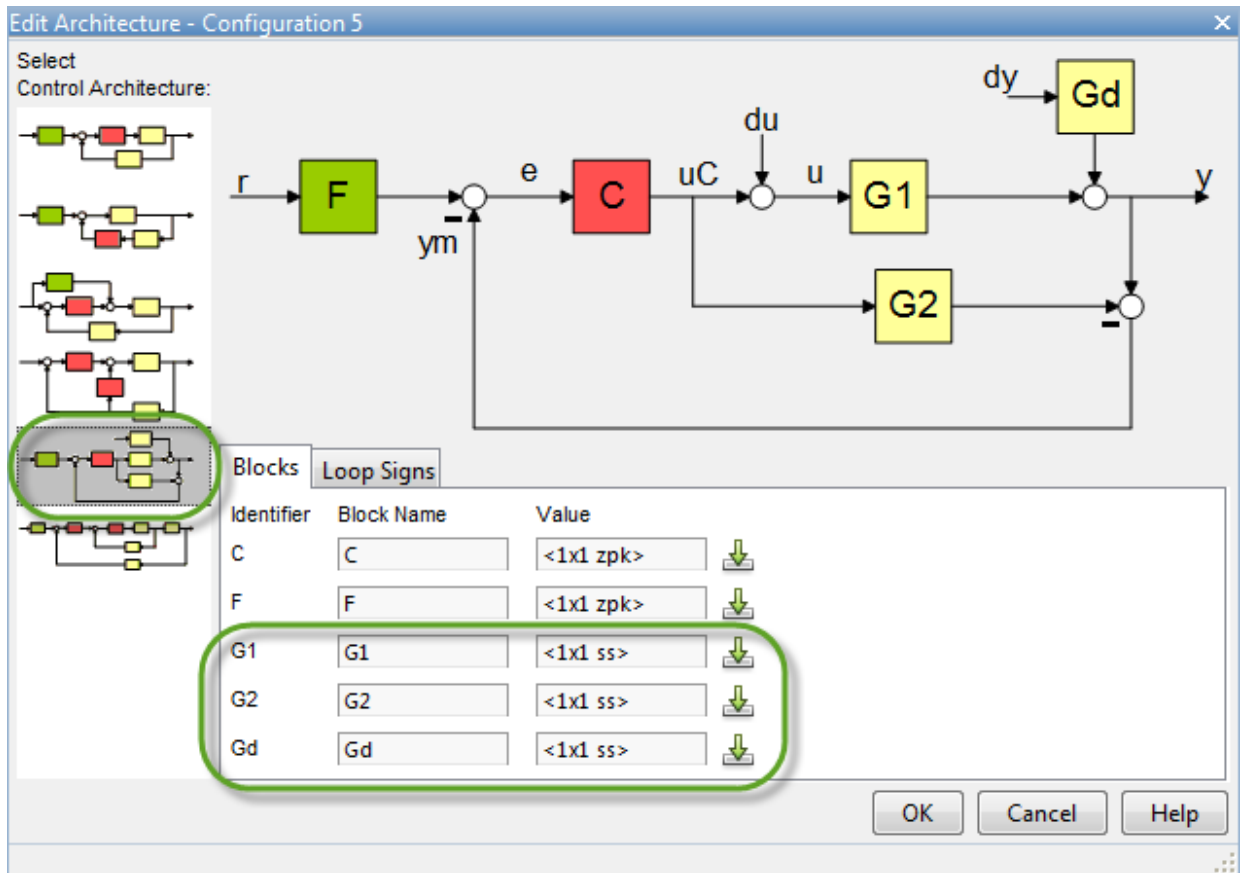 Edit Architecture - Configuration 5
Select
Control Architecture:
dy
Gd
du
r
F
e
C
uC
u
G1
y
ym
G2
Blocks
Loop Signs
Identifier Block Name Value
C C <1x1 zpk>
F F <1x1 zpk>
G1 G1 <1x1 ss>
G2 G2 <1x1 ss>
Gd Gd <1x1 ss>
OK Cancel Help